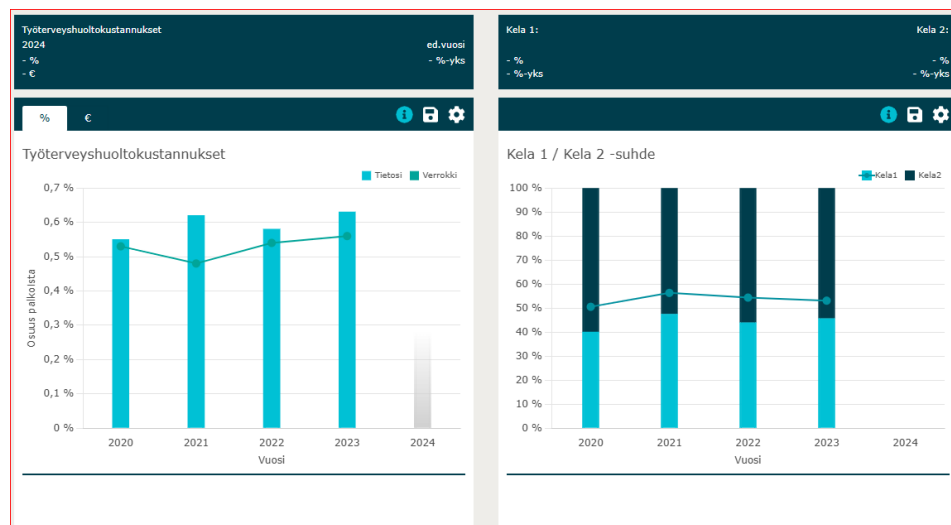 Työterveyshuoltokustannukset
2024 ed.vuosi
- % - %-yks
- €
% €
Työterveyshuoltokustannukset
Tietosi Verrokki
0,7 %
0,6 %
0,5 %
0,4 %
0,3 %
0,2 %
0,1 %
0 %
Osuus palkoista
2020 2021 2022 2023 2024
Vuosi
Kela 1: Kela 2:
- % - %
- %-yks - %-yks
Kela 1 / Kela 2 -suhde
Kela1 Kela2
100 %
90 %
80 %
70 %
60 %
50 %
40 %
30 %
20 %
10 %
0 %
2020 2021 2022 2023 2024
Vuosi